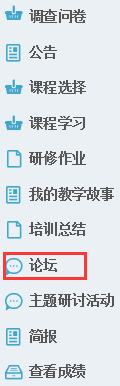 调查问卷
公告
课程选择
课程学习
研修作业
我的教学故事
培训总结
论坛
主题研讨活动
简报
查看成绩